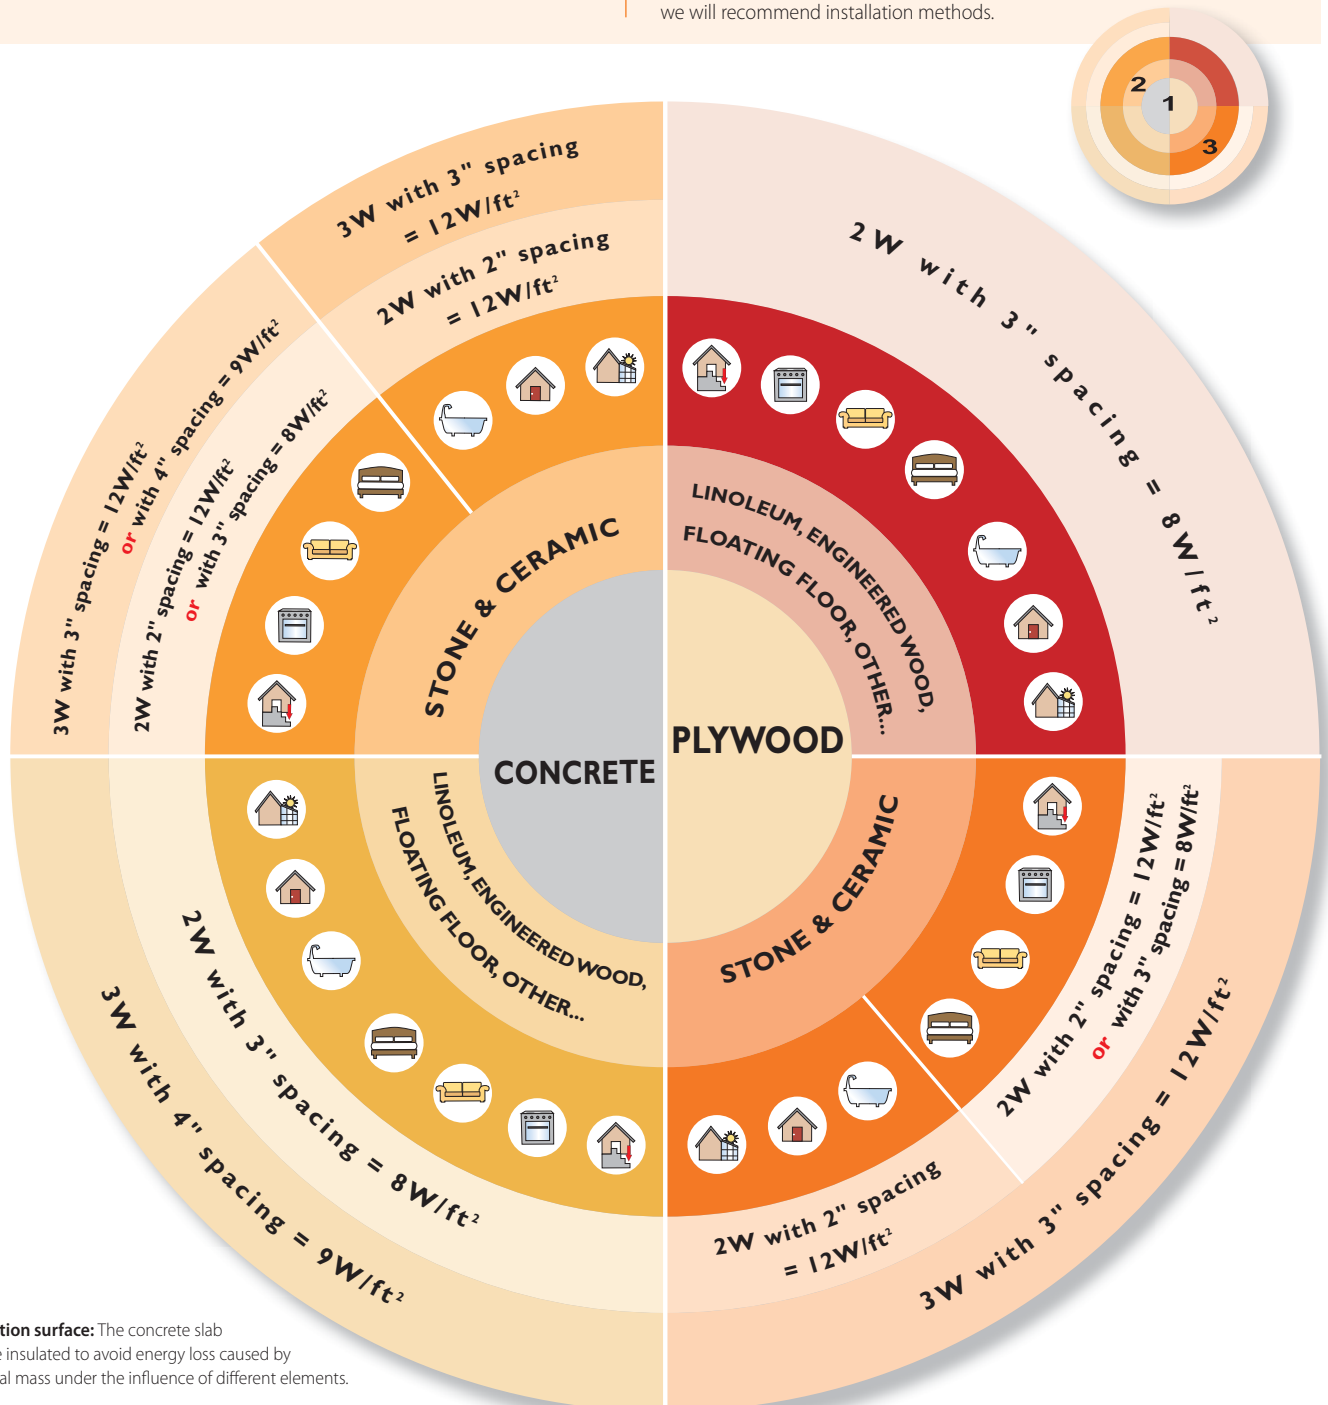 we will recommend installation methods.
2
1
3
3W with 3" spacing
= 12W/ft²
2W with 2" spacing
= 12W/ft²
2W with 3" spacing = 8W/ft²
3W with 3" spacing = 12W/ft²
or with 4" spacing = 9W/ft²
2W with 2" spacing = 12W/ft²
or with 3" spacing = 8W/ft²
STONE & CERAMIC
LINOLEUM, ENGINEERED WOOD,
FLOATING FLOOR, OTHER...
PLYWOOD
CONCRETE
LINOLEUM, ENGINEERED WOOD,
FLOATING FLOOR, OTHER...
STONE & CERAMIC
2W with 2" spacing = 12W/ft²
or with 3" spacing = 8W/ft²
3W with 3" spacing = 12W/ft²
2W with 3" spacing = 8W/ft²
3W with 4" spacing = 9W/ft²
2W with 2" spacing
= 12W/ft²
tion surface: The concrete slab
e insulated to avoid energy loss caused by
al mass under the influence of different elements.